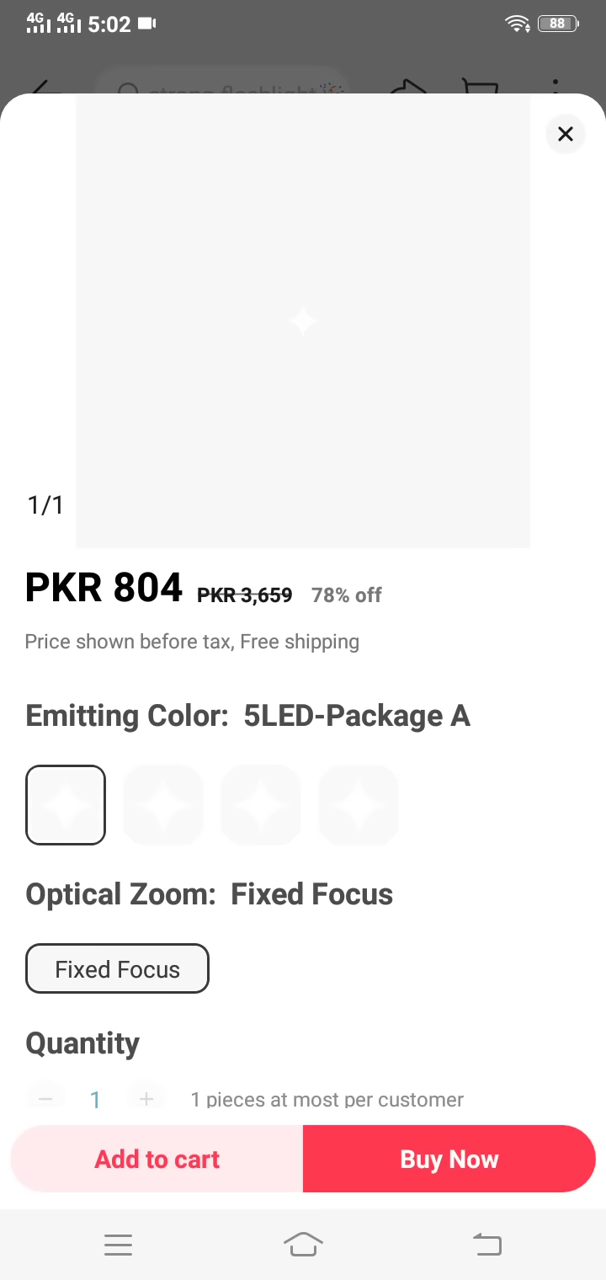 4G 4G 5:02 88
strong flashlight
1/1
PKR 804 PKR 3,659 78% off
Price shown before tax, Free shipping
Emitting Color: 5LED-Package A
Optical Zoom: Fixed Focus
Fixed Focus
Quantity
− 1 + 1 pieces at most per customer
Add to cart Buy Now